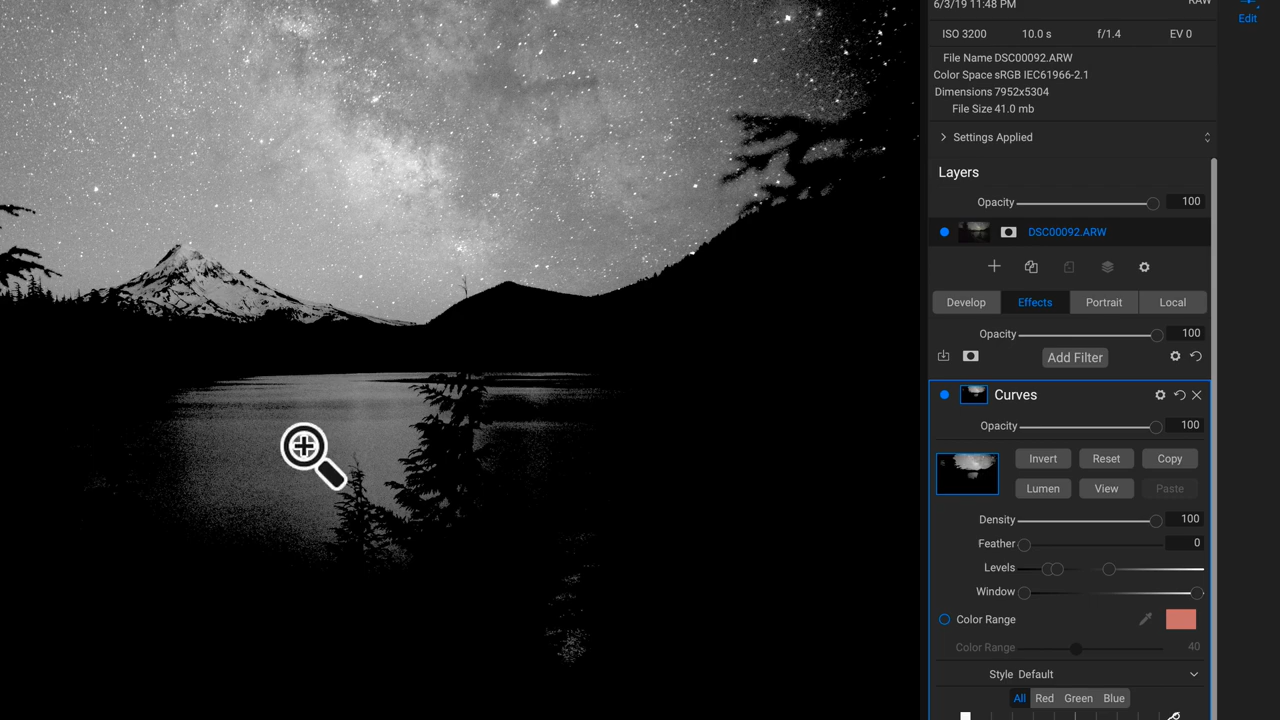 6/3/19 11:48 PM RAW
Edit
ISO 3200 10.0 s f/1.4 EV 0
File Name DSC00092.ARW
Color Space sRGB IEC61966-2.1
Dimensions 7952x5304
File Size 41.0 mb
Settings Applied
Layers
Opacity 100
DSC00092.ARW
Develop Effects Portrait Local
Opacity 100
Add Filter
Curves
Opacity 100
Invert Reset Copy
Lumen View Paste
Density 100
Feather 0
Levels
Window
Color Range
Color Range 40
Style Default
All Red Green Blue